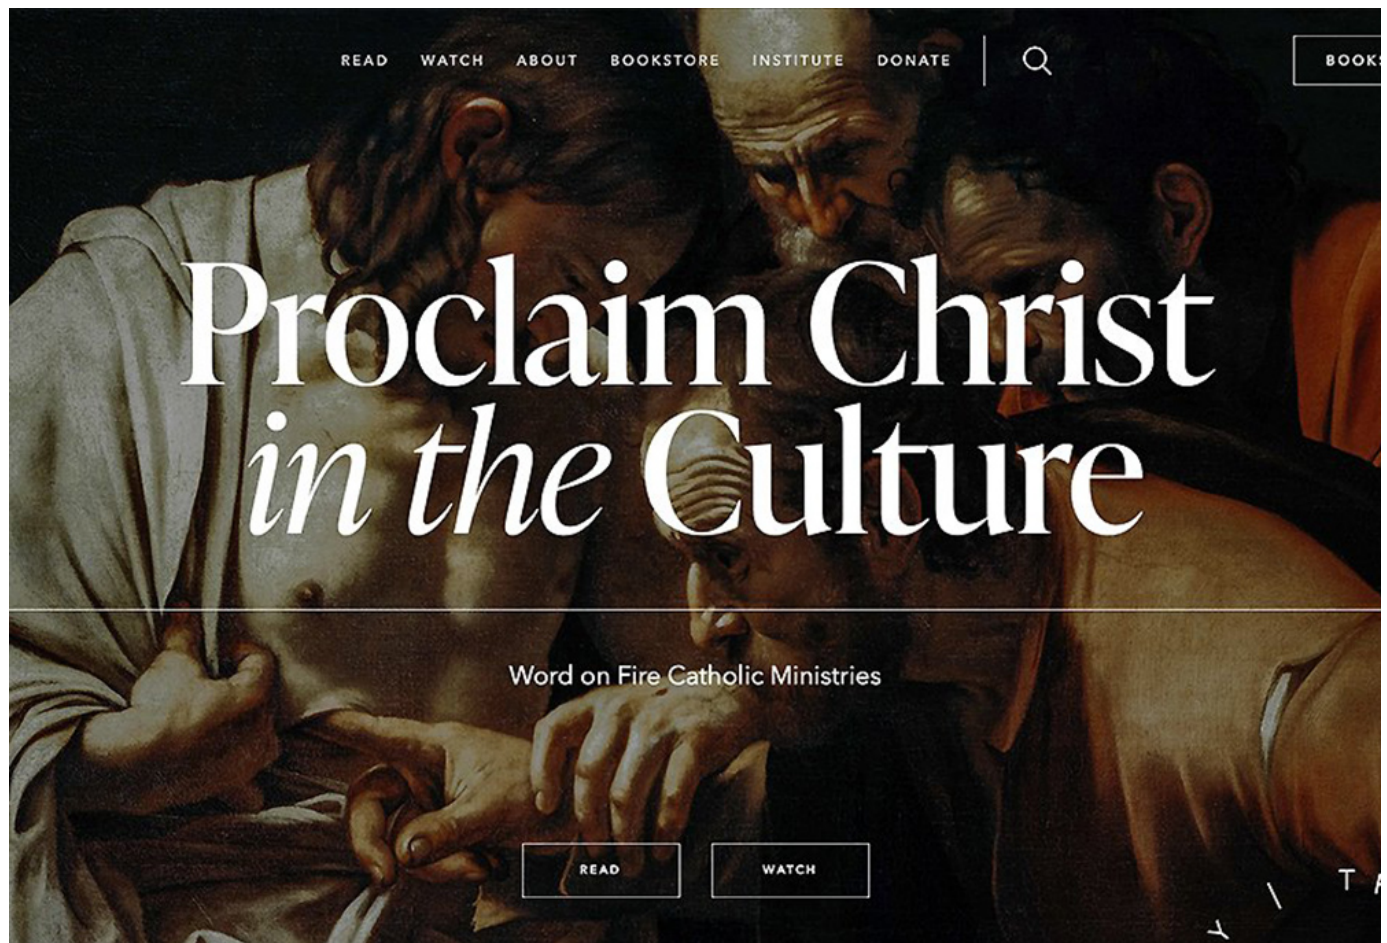 READ WATCH ABOUT BOOKSTORE INSTITUTE DONATE
Proclaim Christ
in the Culture
Word on Fire Catholic Ministries
READ WATCH